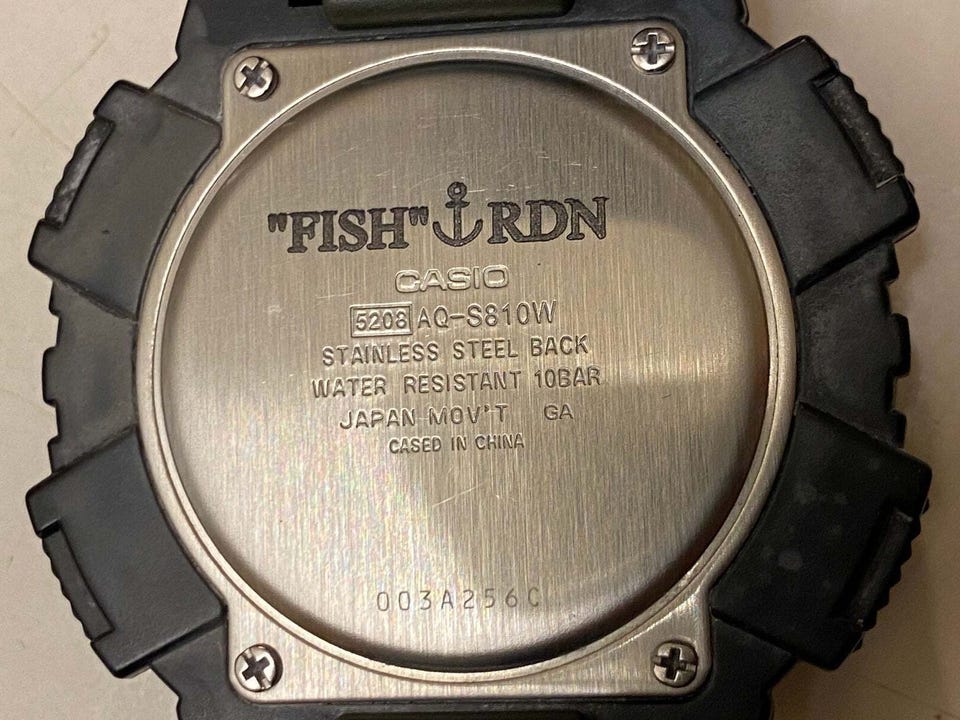 "FISH"⚓RDN
CASIO
5208 AQ-S810W
STAINLESS STEEL BACK
WATER RESISTANT 10BAR
JAPAN MOV'T GA
CASED IN CHINA
003A256C